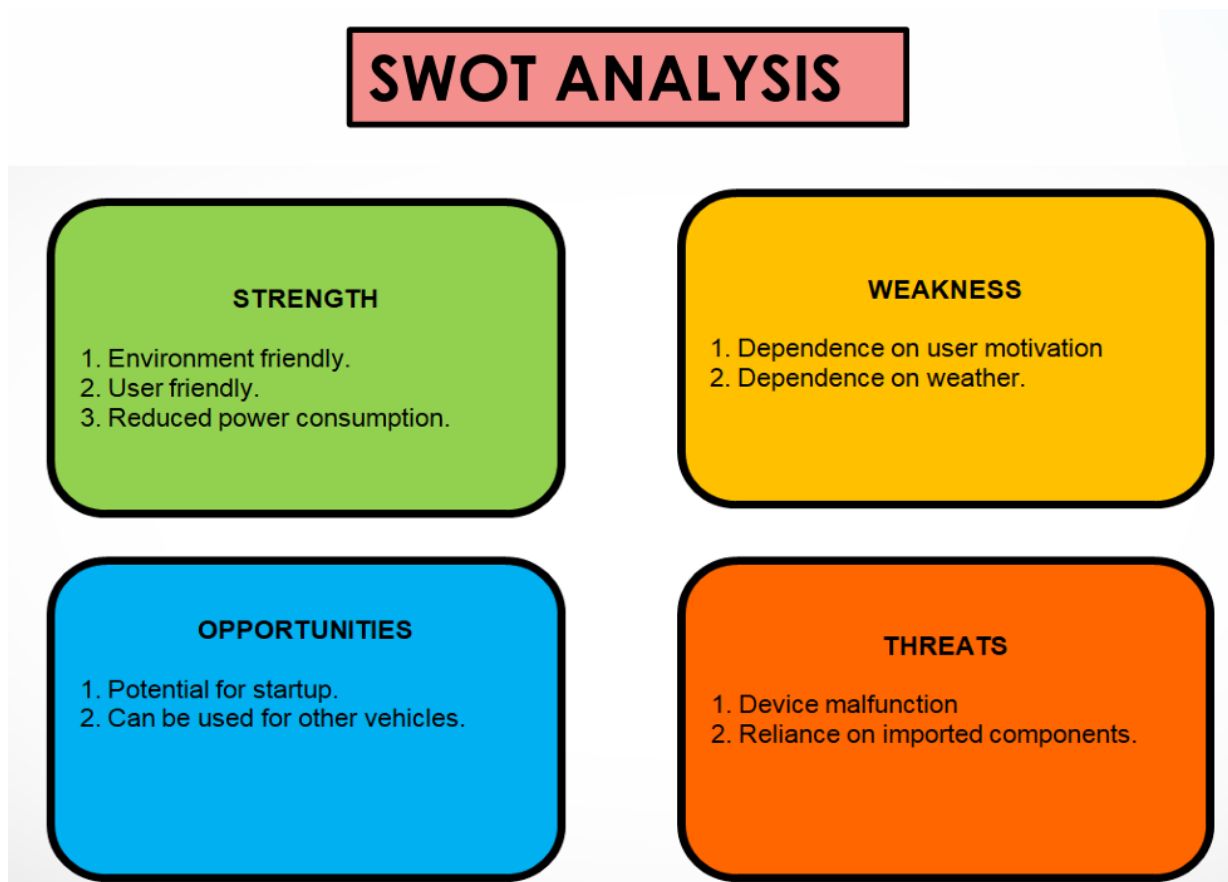 SWOT ANALYSIS
STRENGTH
1. Environment friendly.
2. User friendly.
3. Reduced power consumption.
WEAKNESS
1. Dependence on user motivation
2. Dependence on weather.
OPPORTUNITIES
1. Potential for startup.
2. Can be used for other vehicles.
THREATS
1. Device malfunction
2. Reliance on imported components.